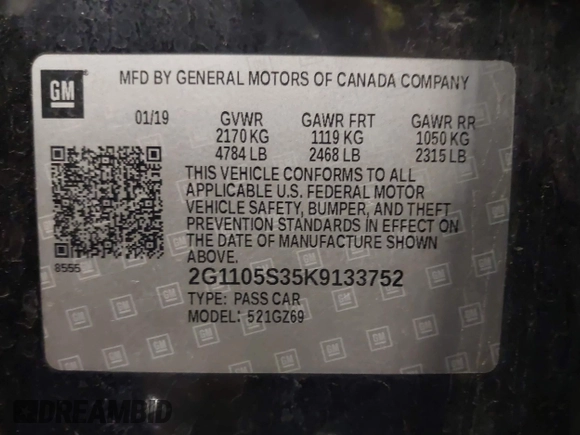 GM
MFD BY GENERAL MOTORS OF CANADA COMPANY
01/19 GVWR GAWR FRT GAWR RR
2170 KG 1119 KG 1050 KG
4784 LB 2468 LB 2315 LB
THIS VEHICLE CONFORMS TO ALL
APPLICABLE U.S. FEDERAL MOTOR
VEHICLE SAFETY, BUMPER, AND THEFT
PREVENTION STANDARDS IN EFFECT ON
THE DATE OF MANUFACTURE SHOWN
ABOVE.
8555
2G1105S35K9133752
TYPE: PASS CAR
MODEL: 521GZ69
DREAMBID